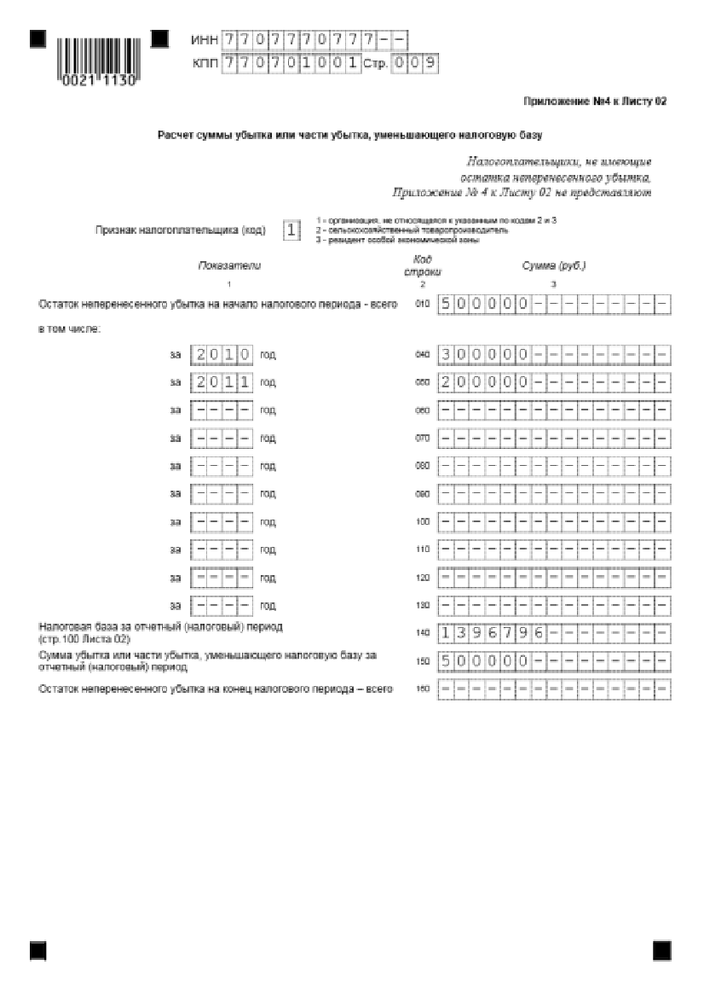 ИНН 7707770777--
КПП 770701001 Стр. 009
0021 1130
Приложение №4 к Листу 02
Расчет суммы убытка или части убытка, уменьшающего налоговую базу
Налогоплательщики, не имеющие
остатка неперенесенного убытка,
Приложение № 4 к Листу 02 не представляют
Признак налогоплательщика (код) 1
1 - организация, не относящаяся к указанным по кодам 2 и 3
2 - сельскохозяйственный товаропроизводитель
3 - резидент особой экономической зоны
Показатели Код строки Сумма (руб.)
1 2 3
Остаток неперенесенного убытка на начало налогового периода - всего 010 500000---------
в том числе:
за 2010 год 040 300000---------
за 2011 год 050 200000---------
за ---- год 060 ---------------
за ---- год 070 ---------------
за ---- год 080 ---------------
за ---- год 090 ---------------
за ---- год 100 ---------------
за ---- год 110 ---------------
за ---- год 120 ---------------
за ---- год 130 ---------------
Налоговая база за отчетный (налоговый) период
(стр.100 Листа 02) 140 1396796--------
Сумма убытка или части убытка, уменьшающего налоговую базу за
отчетный (налоговый) период 150 500000---------
Остаток неперенесенного убытка на конец налогового периода – всего 160 ---------------